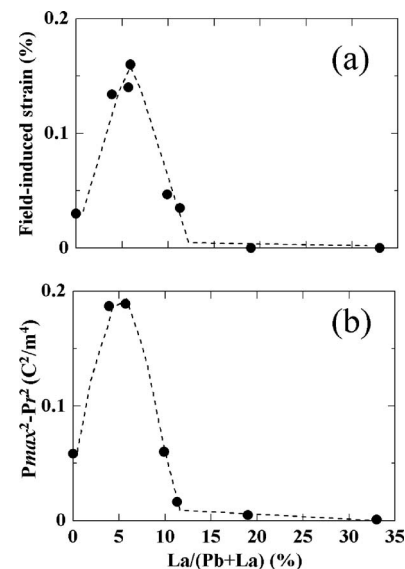 (a)
Field-induced strain (%)
0.2
0.1
0
(b)
Pmax²-Pr² (C²/m⁴)
0.2
0.1
0
0 5 10 15 20 25 30 35
La/(Pb+La) (%)